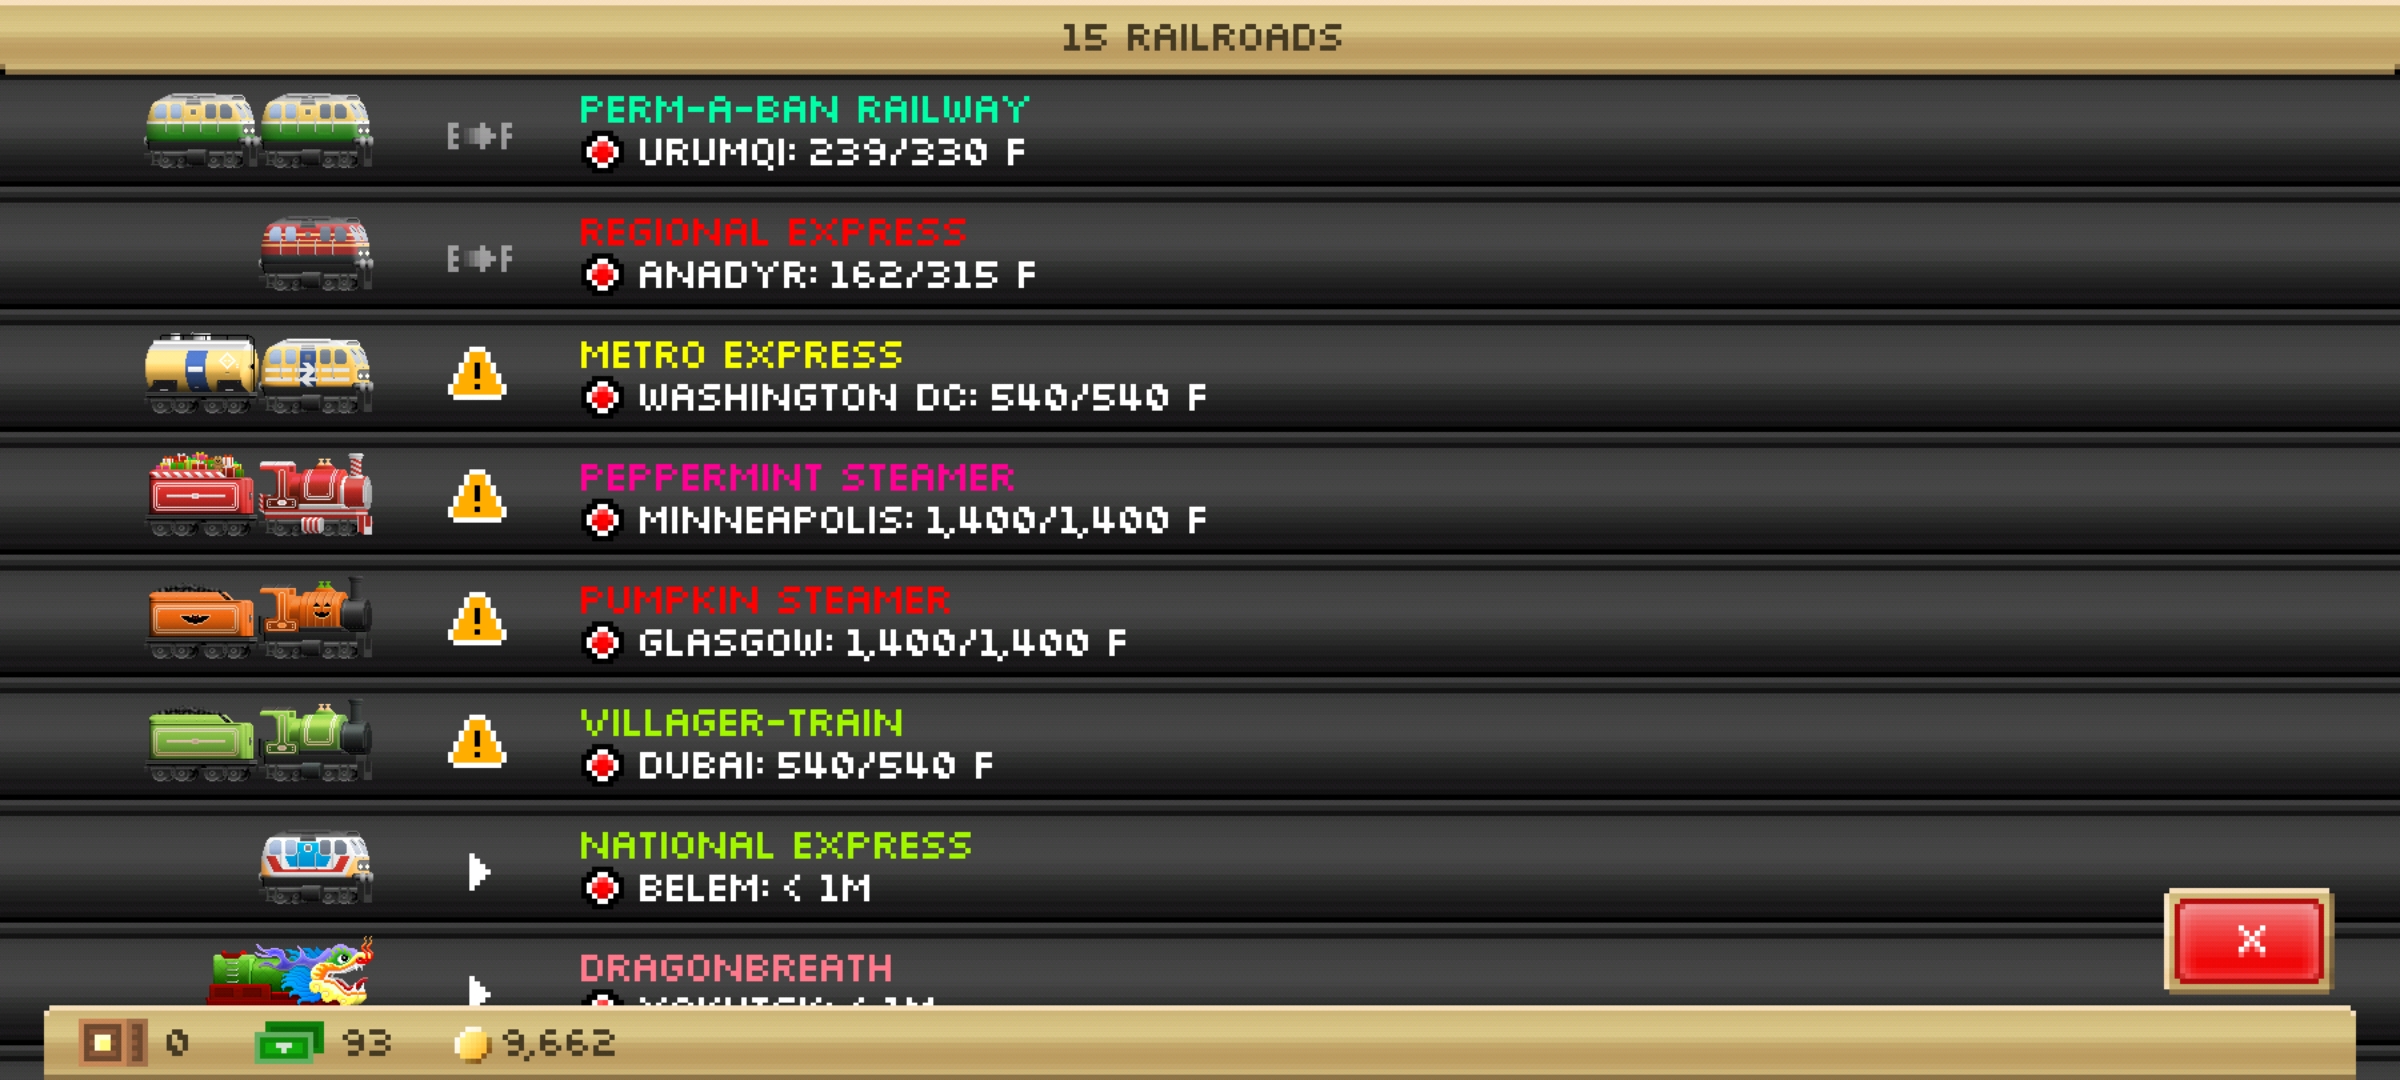 15 RAILROADS
PERM-A-BAN RAILWAY
E F
URUMQI: 239/330 F
REGIONAL EXPRESS
E F
ANADYR: 162/315 F
METRO EXPRESS
WASHINGTON DC: 540/540 F
PEPPERMINT STEAMER
MINNEAPOLIS: 1,400/1,400 F
PUMPKIN STEAMER
GLASGOW: 1,400/1,400 F
VILLAGER-TRAIN
DUBAI: 540/540 F
NATIONAL EXPRESS
BELEM: < 1M
DRAGONBREATH
X
0 93 9,662